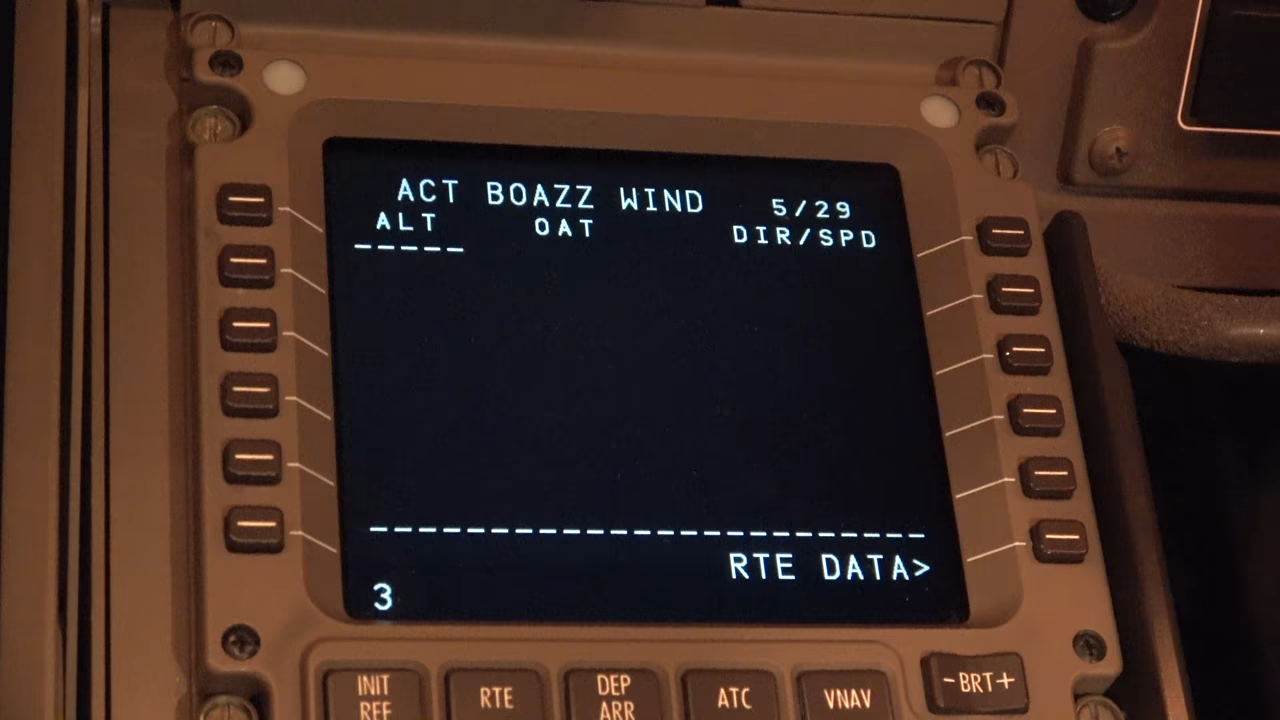 ACT BOAZZ WIND 5/29
ALT OAT DIR/SPD
-----
------------------------
RTE DATA>
3
INIT REF
RTE
DEP ARR
ATC
VNAV
-BRT+